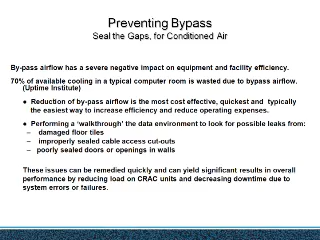 Preventing Bypass
Seal the Gaps, for Conditioned Air
By-pass airflow has a severe negative impact on equipment and facility efficiency.
70% of available cooling in a typical computer room is wasted due to bypass airflow.
(Uptime Institute)
● Reduction of by-pass airflow is the most cost effective, quickest and typically
the easiest way to increase efficiency and reduce operating expenses.
● Performing a ‘walkthrough’ the data environment to look for possible leaks from:
– damaged floor tiles
– improperly sealed cable access cut-outs
– poorly sealed doors or openings in walls
These issues can be remedied quickly and can yield significant results in overall
performance by reducing load on CRAC units and decreasing downtime due to
system errors or failures.